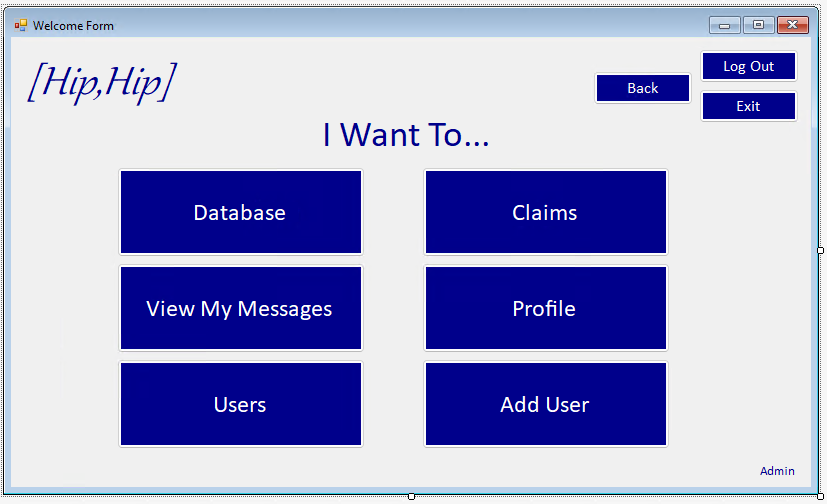 Welcome Form
[Hip,Hip]
Log Out
Back
Exit
I Want To...
Database
Claims
View My Messages
Profile
Users
Add User
Admin